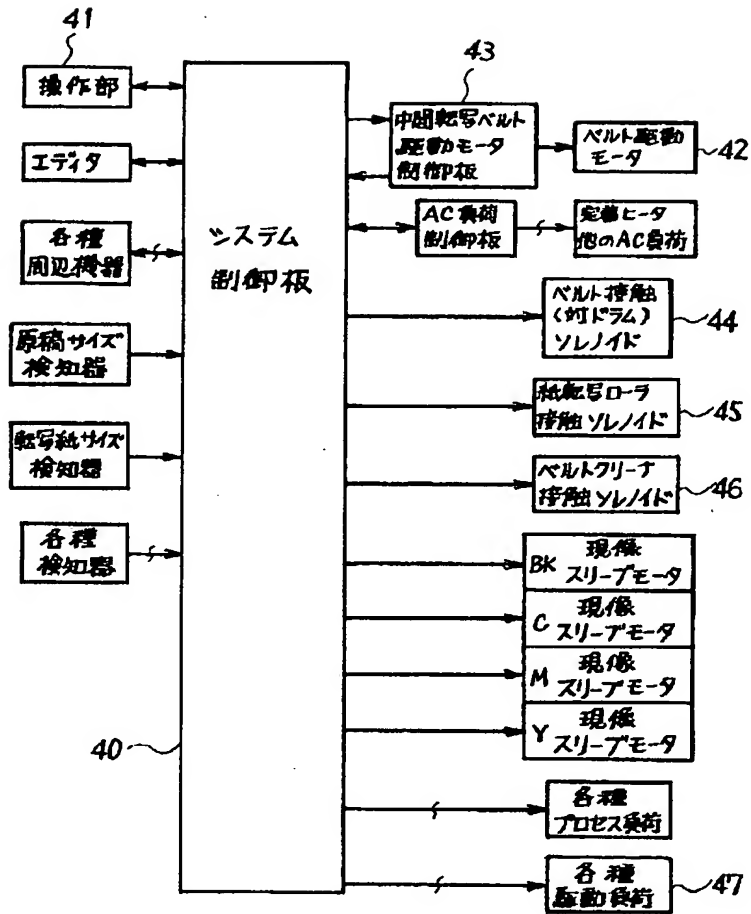 41
操作部
エディタ
各種
周辺機器
原稿サイズ
検知器
転写紙サイズ
検知器
各種
検知器
40
システム
制御板
43
中間転写ベルト
駆動モータ
制御板
ベルト駆動
モータ
42
AC負荷
制御板
定着ヒータ
他のAC負荷
ベルト接触
(対ドラム)
ソレノイド
44
紙転写ローラ
接触ソレノイド
45
ベルトクリーナ
接触ソレノイド
46
BK 現像
スリーブモータ
C 現像
スリーブモータ
M 現像
スリーブモータ
Y 現像
スリーブモータ
各種
プロセス負荷
各種
駆動負荷
47